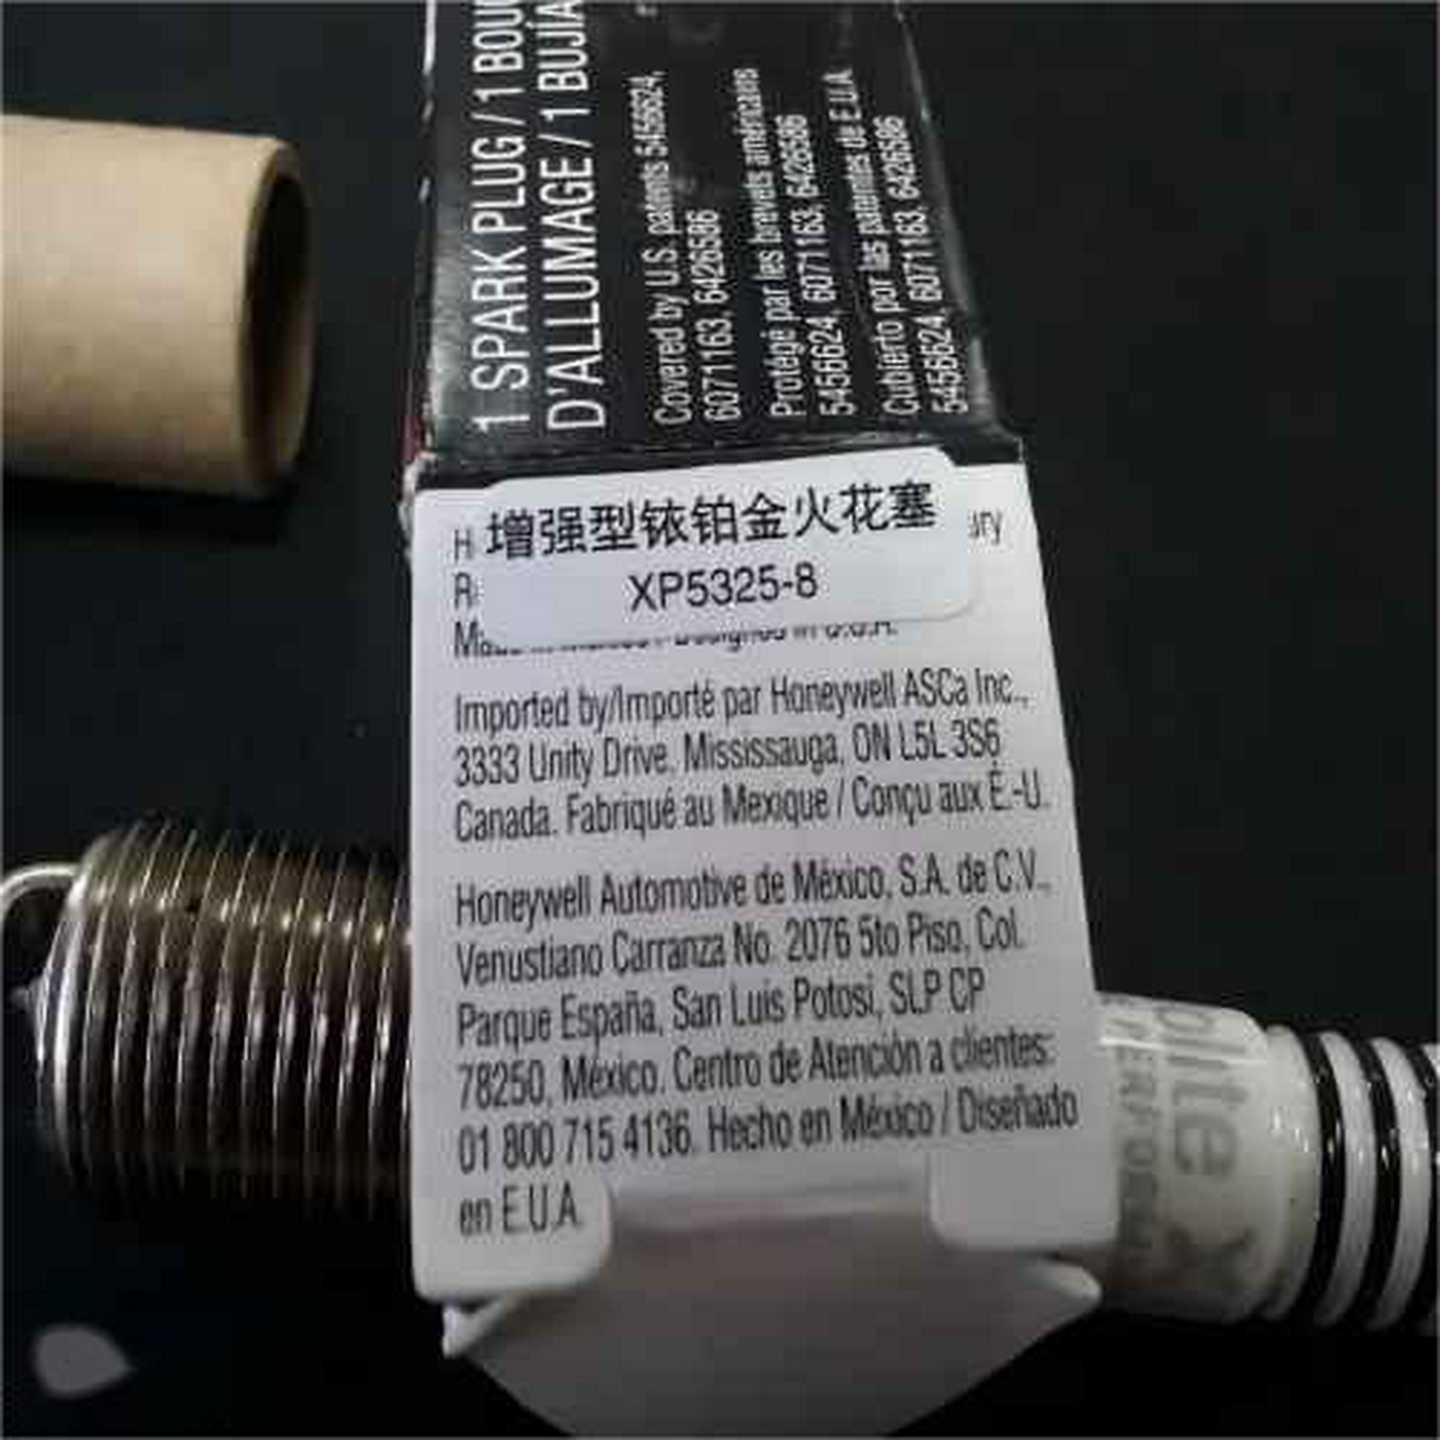 1 SPARK PLUG / 1 BOU
D'ALLUMAGE / 1 BUJÍA
Covered by U.S. patents 5456624,
6071163, 6426586
Protégé par les brevets américains
5456624, 6071163, 6426586
Cubierto por las patentes de E.U.A.
5456624, 6071163, 6426586
增强型铱铂金火花塞
XP5325-8
Designed in U.S.A.
Imported by/Importé par Honeywell ASCa Inc.,
3333 Unity Drive, Mississauga, ON L5L 3S6
Canada. Fabriqué au Mexique / Conçu aux É.-U.
Honeywell Automotive de México, S.A. de C.V.,
Venustiano Carranza No. 2076 5to Piso, Col.
Parque España, San Luis Potosí, SLP CP
78250, México. Centro de Atención a clientes:
01 800 715 4136. Hecho en México / Diseñado
en E.U.A.
olite X